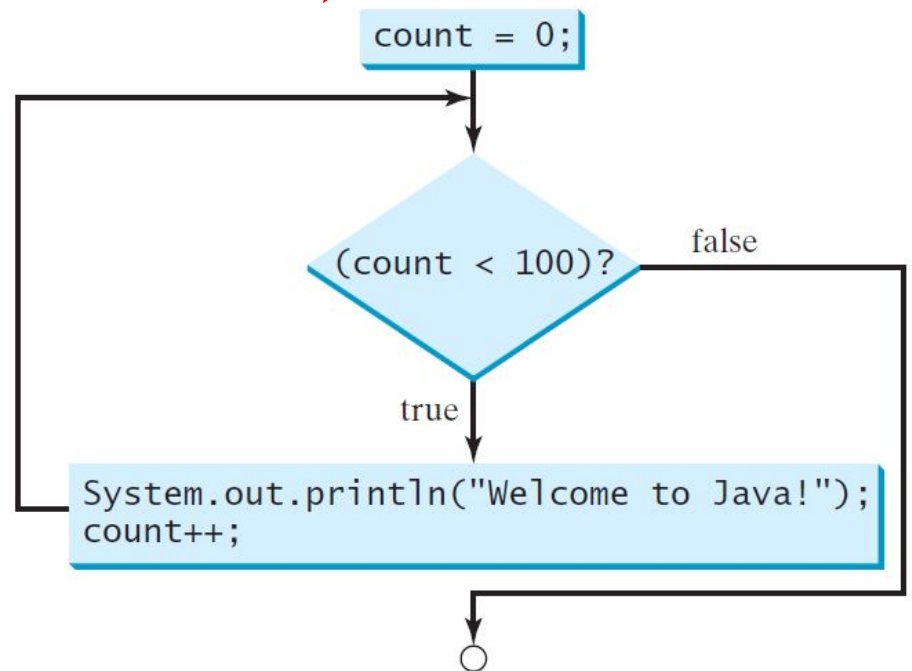 count = 0;
(count < 100)?
false
true
System.out.println("Welcome to Java!");
count++;